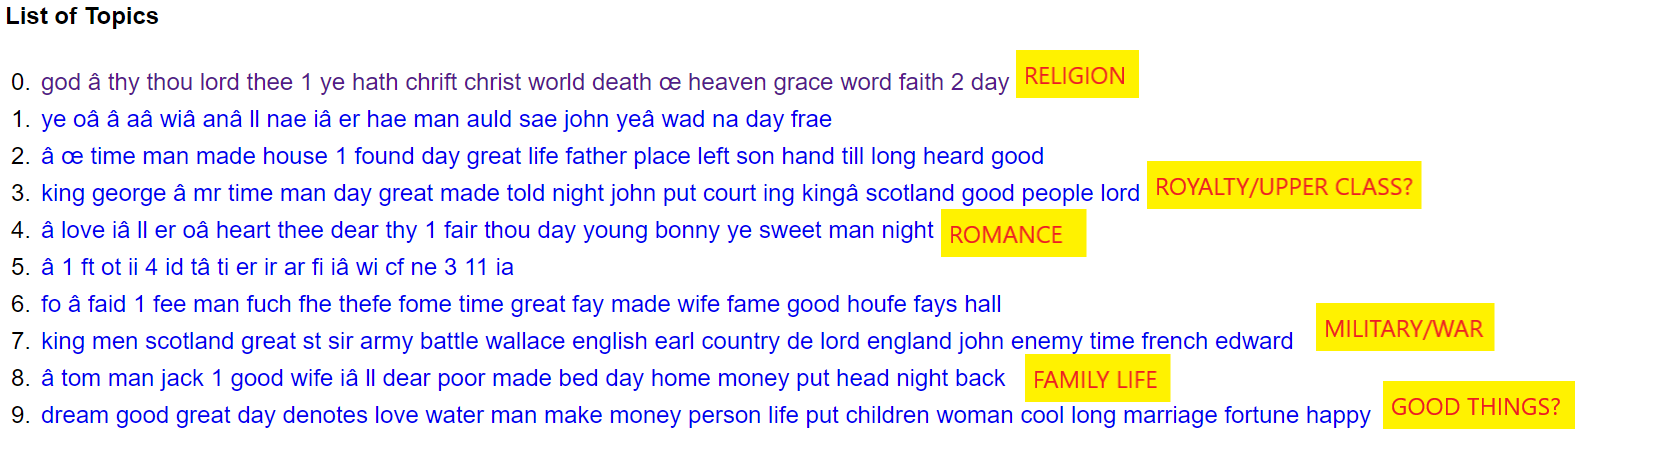 List of Topics
0. god â thy thou lord thee 1 ye hath chrift christ world death œ heaven grace word faith 2 day RELIGION
1. ye oâ â aâ wiâ anâ ll nae iâ er hae man auld sae john yeâ wad na day frae
2. â œ time man made house 1 found day great life father place left son hand till long heard good
3. king george â mr time man day great made told night john put court ing kingâ scotland good people lord ROYALTY/UPPER CLASS?
4. â love iâ ll er oâ heart thee dear thy 1 fair thou day young bonny ye sweet man night ROMANCE
5. â 1 ft ot ii 4 id tâ ti er ir ar fi iâ wi cf ne 3 11 ia
6. fo â faid 1 fee man fuch fhe thefe fome time great fay made wife fame good houfe fays hall
7. king men scotland great st sir army battle wallace english earl country de lord england john enemy time french edward MILITARY/WAR
8. â tom man jack 1 good wife iâ ll dear poor made bed day home money put head night back FAMILY LIFE
9. dream good great day denotes love water man make money person life put children woman cool long marriage fortune happy GOOD THINGS?